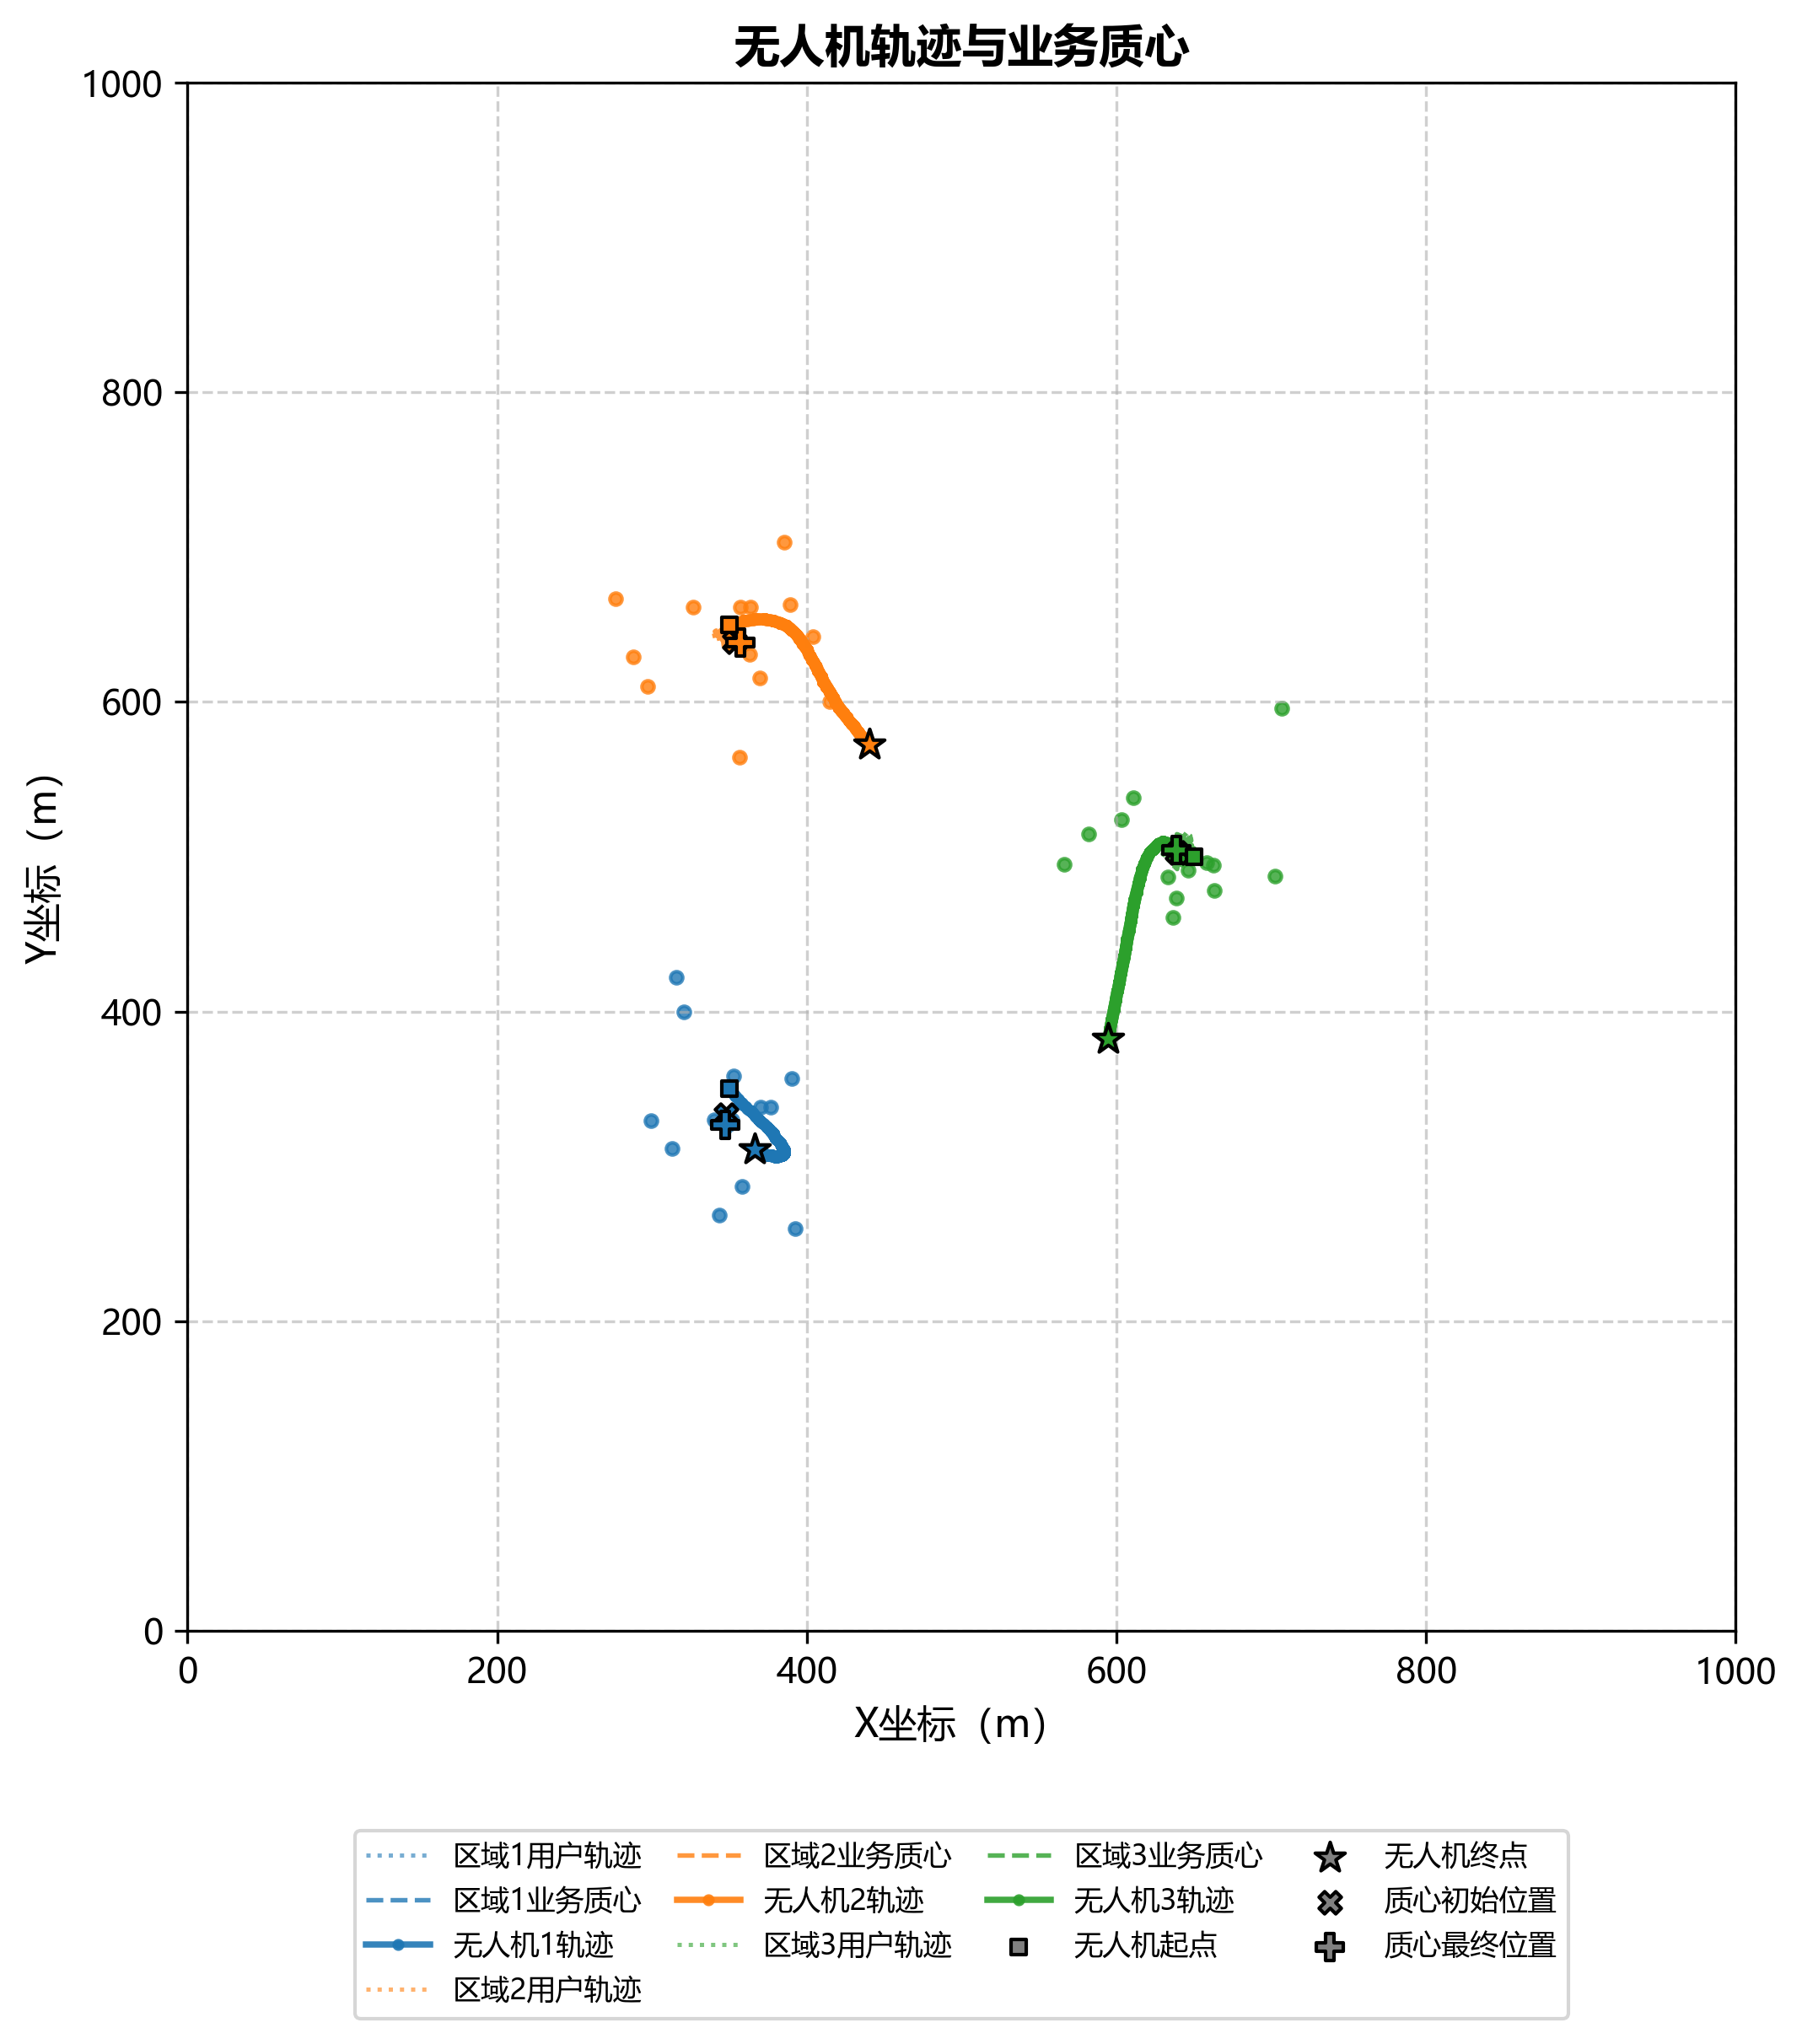 无人机轨迹与业务质心
1000
800
600
400
200
0
Y坐标（m）
0 200 400 600 800 1000
X坐标（m）
区域1用户轨迹
区域1业务质心
无人机1轨迹
区域2用户轨迹
区域2业务质心
无人机2轨迹
区域3用户轨迹
区域3业务质心
无人机3轨迹
无人机起点
无人机终点
质心初始位置
质心最终位置